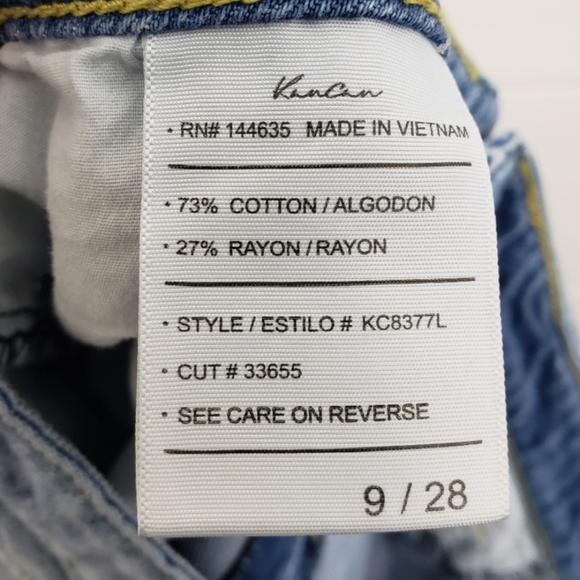 KanCan
• RN# 144635 MADE IN VIETNAM
• 73% COTTON / ALGODON
• 27% RAYON / RAYON
• STYLE / ESTILO # KC8377L
• CUT # 33655
• SEE CARE ON REVERSE
9 / 28